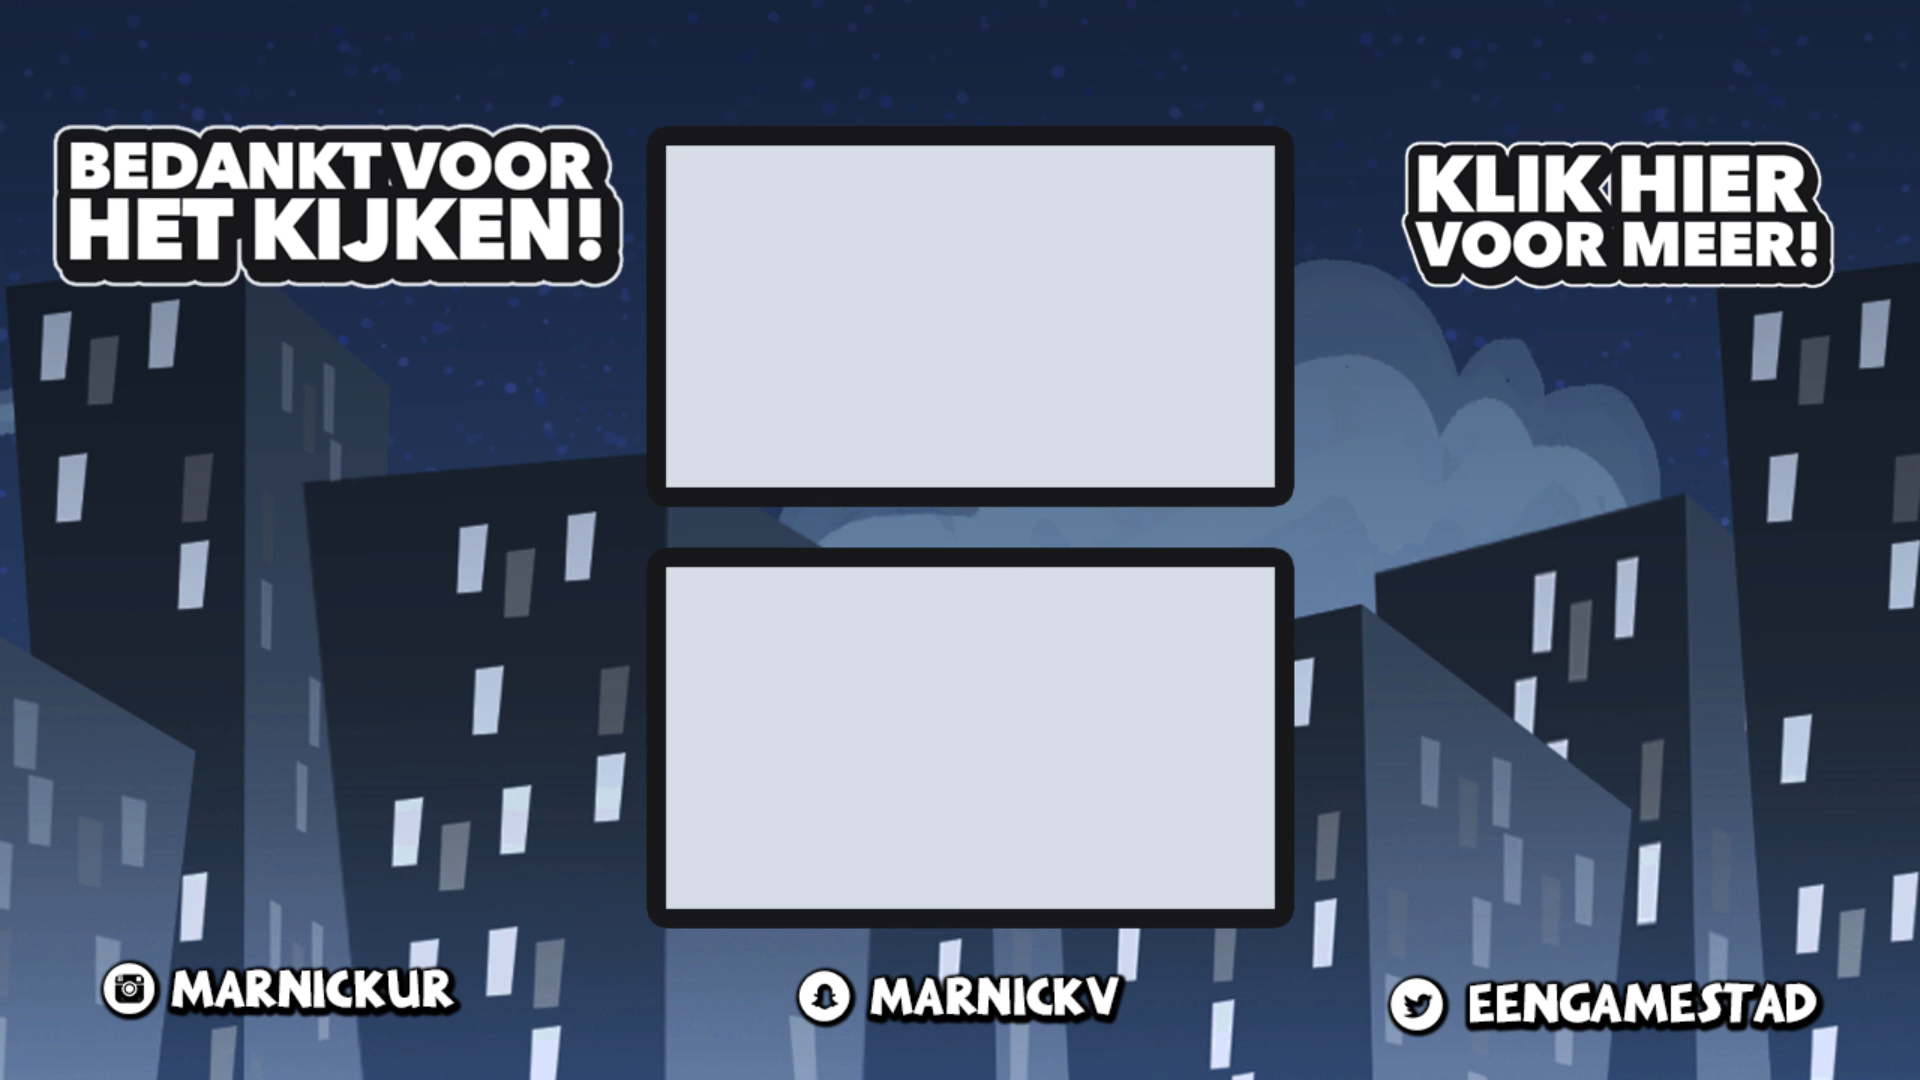 BEDANKT VOOR
HET KIJKEN!
KLIK HIER
VOOR MEER!
MARNICKUR
MARNICKV
EENGAMESTAD